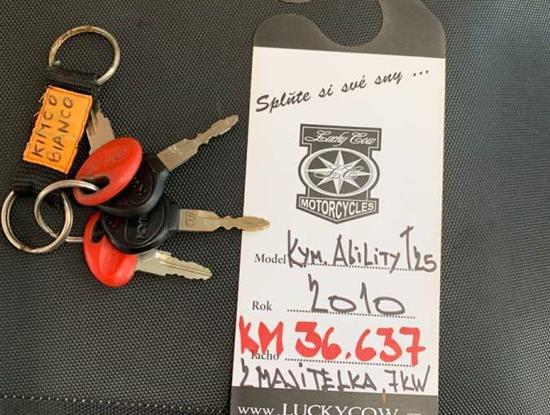 KIMCO
BIANCO
Splňte si své sny ...
Lucky Cow
MOTORCYCLES
Model KYM. AbiLiTY 125
Rok 2010
KM 36.637
Tacho
2 MAJITELKA, 7KW
www.LUCKYCOW